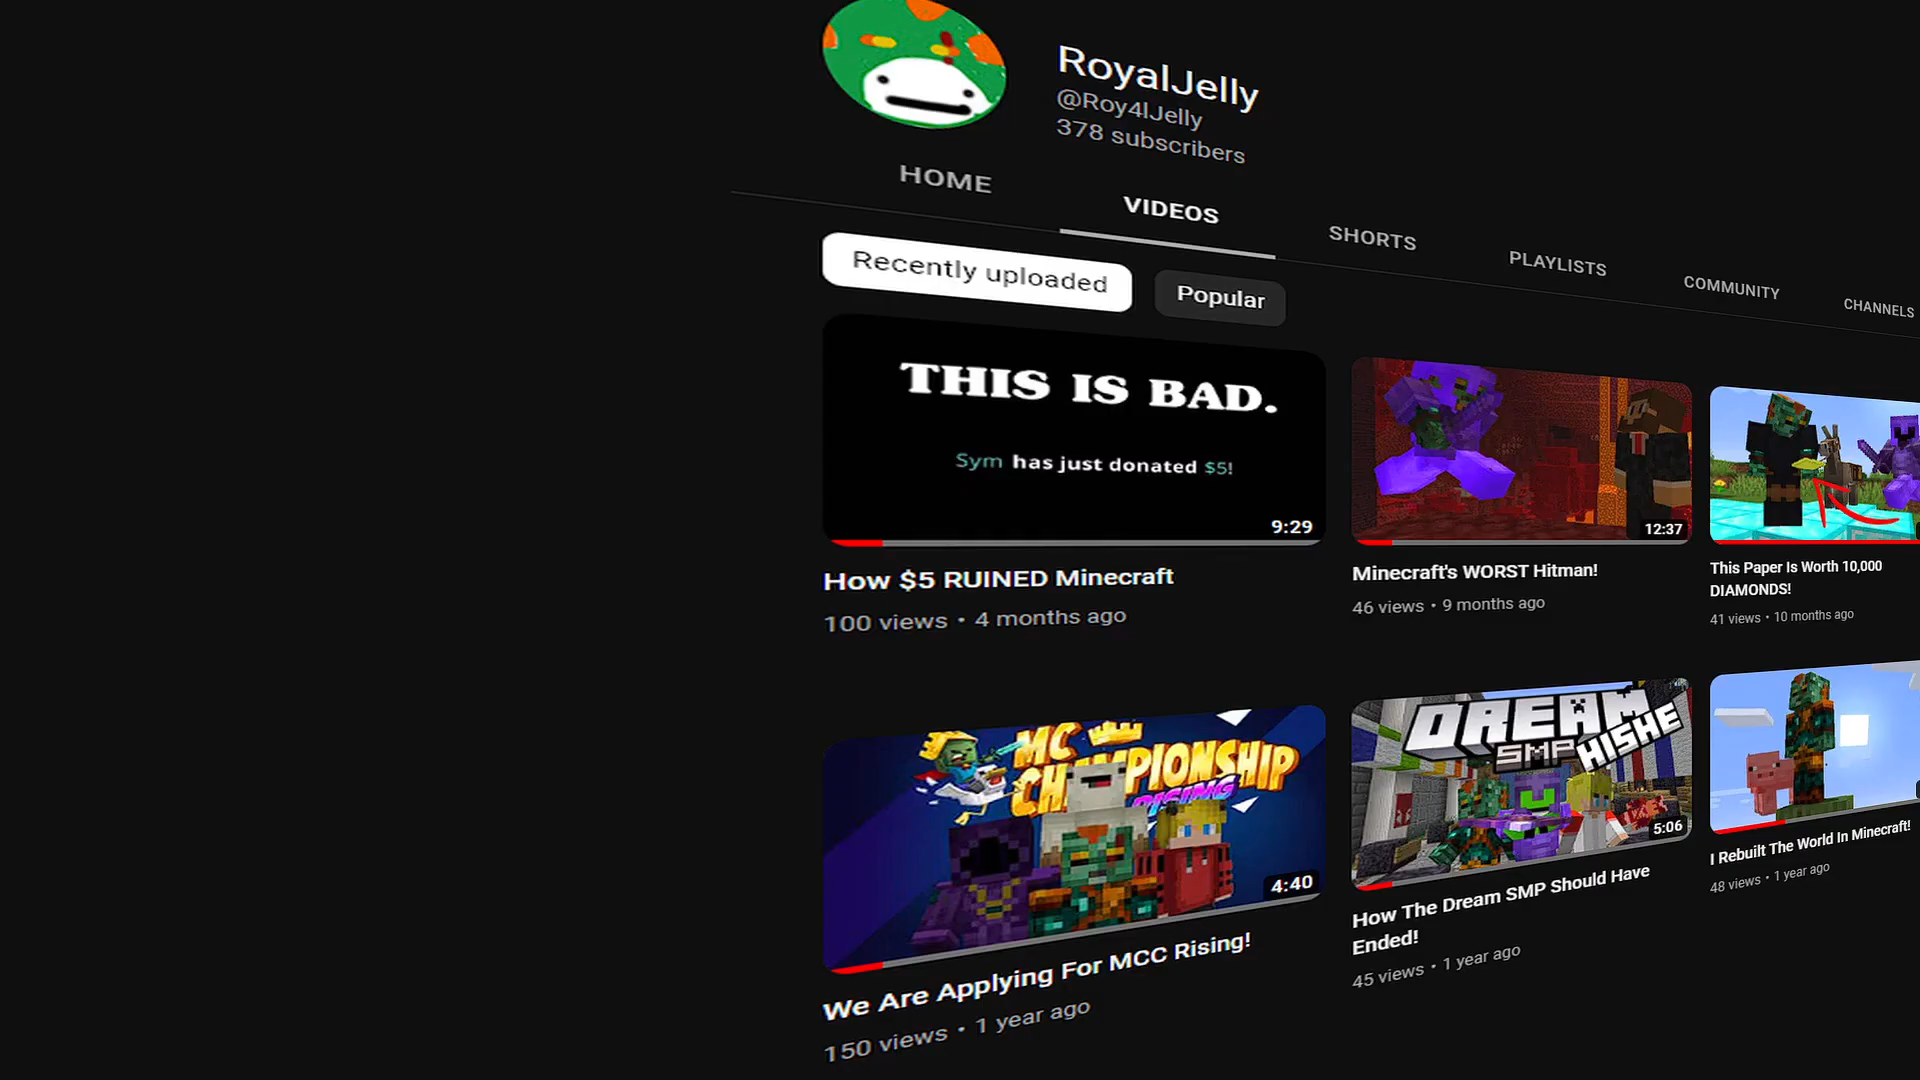 RoyalJelly
@Roy4lJelly
378 subscribers
HOME
VIDEOS
SHORTS
PLAYLISTS
COMMUNITY
CHANNELS
Recently uploaded
Popular
THIS IS BAD.
Sym has just donated $5!
9:29
How $5 RUINED Minecraft
100 views • 4 months ago
12:37
Minecraft's WORST Hitman!
46 views • 9 months ago
This Paper Is Worth 10,000
DIAMONDS!
41 views • 10 months ago
MC
CHAMPIONSHIP
RISING
4:40
We Are Applying For MCC Rising!
150 views • 1 year ago
DREAM
SMP HISHE
5:06
How The Dream SMP Should Have
Ended!
45 views • 1 year ago
I Rebuilt The World In Minecraft!
48 views • 1 year ago